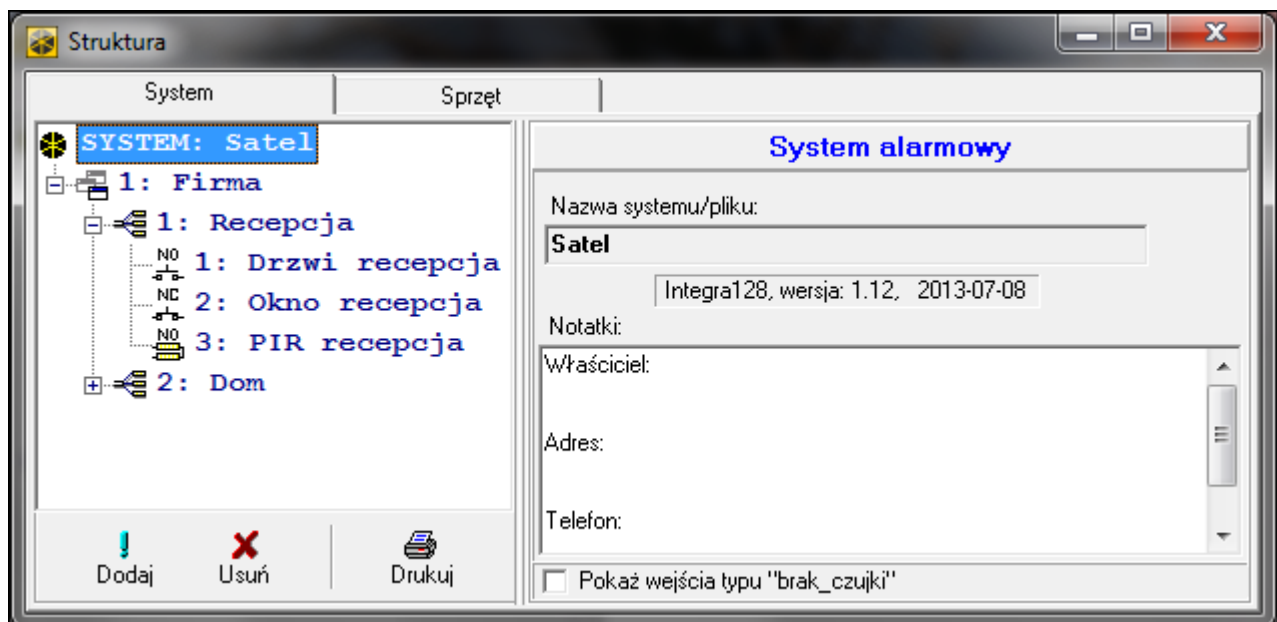 Struktura
System
Sprzęt
SYSTEM: Satel
1: Firma
1: Recepcja
NO
1: Drzwi recepcja
NC
2: Okno recepcja
NO
3: PIR recepcja
2: Dom
Dodaj
Usuń
Drukuj
System alarmowy
Nazwa systemu/pliku:
Satel
Integra128, wersja: 1.12, 2013-07-08
Notatki:
Właściciel:
Adres:
Telefon:
Pokaż wejścia typu "brak_czujki"